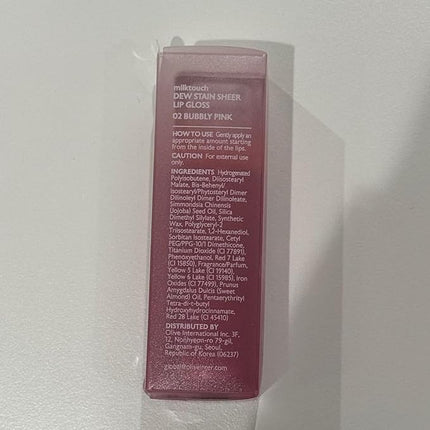 milktouch
DEW STAIN SHEER
LIP GLOSS
02 BUBBLY PINK
HOW TO USE Gently apply an
appropriate amount starting
from the inside of the lips.
CAUTION For external use
only.
INGREDIENTS Hydrogenated
Polyisobutene, Diisostearyl
Malate, Bis-Behenyl/
Isostearyl/Phytosteryl Dimer
Dilinoleyl Dimer Dilinoleate,
Simmondsia Chinensis
(Jojoba) Seed Oil, Silica
Dimethyl Silylate, Synthetic
Wax, Polyglyceryl-2
Triisostearate, 1,2-Hexanediol,
Sorbitan Isostearate, Cetyl
PEG/PPG-10/1 Dimethicone,
Titanium Dioxide (CI 77891),
Phenoxyethanol, Red 7 Lake
(CI 15850), Fragrance/Parfum,
Yellow 5 Lake (CI 19140),
Yellow 6 Lake (CI 15985), Iron
Oxides (CI 77499), Prunus
Amygdalus Dulcis (Sweet
Almond) Oil, Pentaerythrityl
Tetra-di-t-butyl
Hydroxyhydrocinnamate,
Red 28 Lake (CI 45410)
DISTRIBUTED BY
Olive International Inc. 3F,
12, Nonhyeon-ro 79-gil,
Gangnam-gu, Seoul,
Republic of Korea (06237)